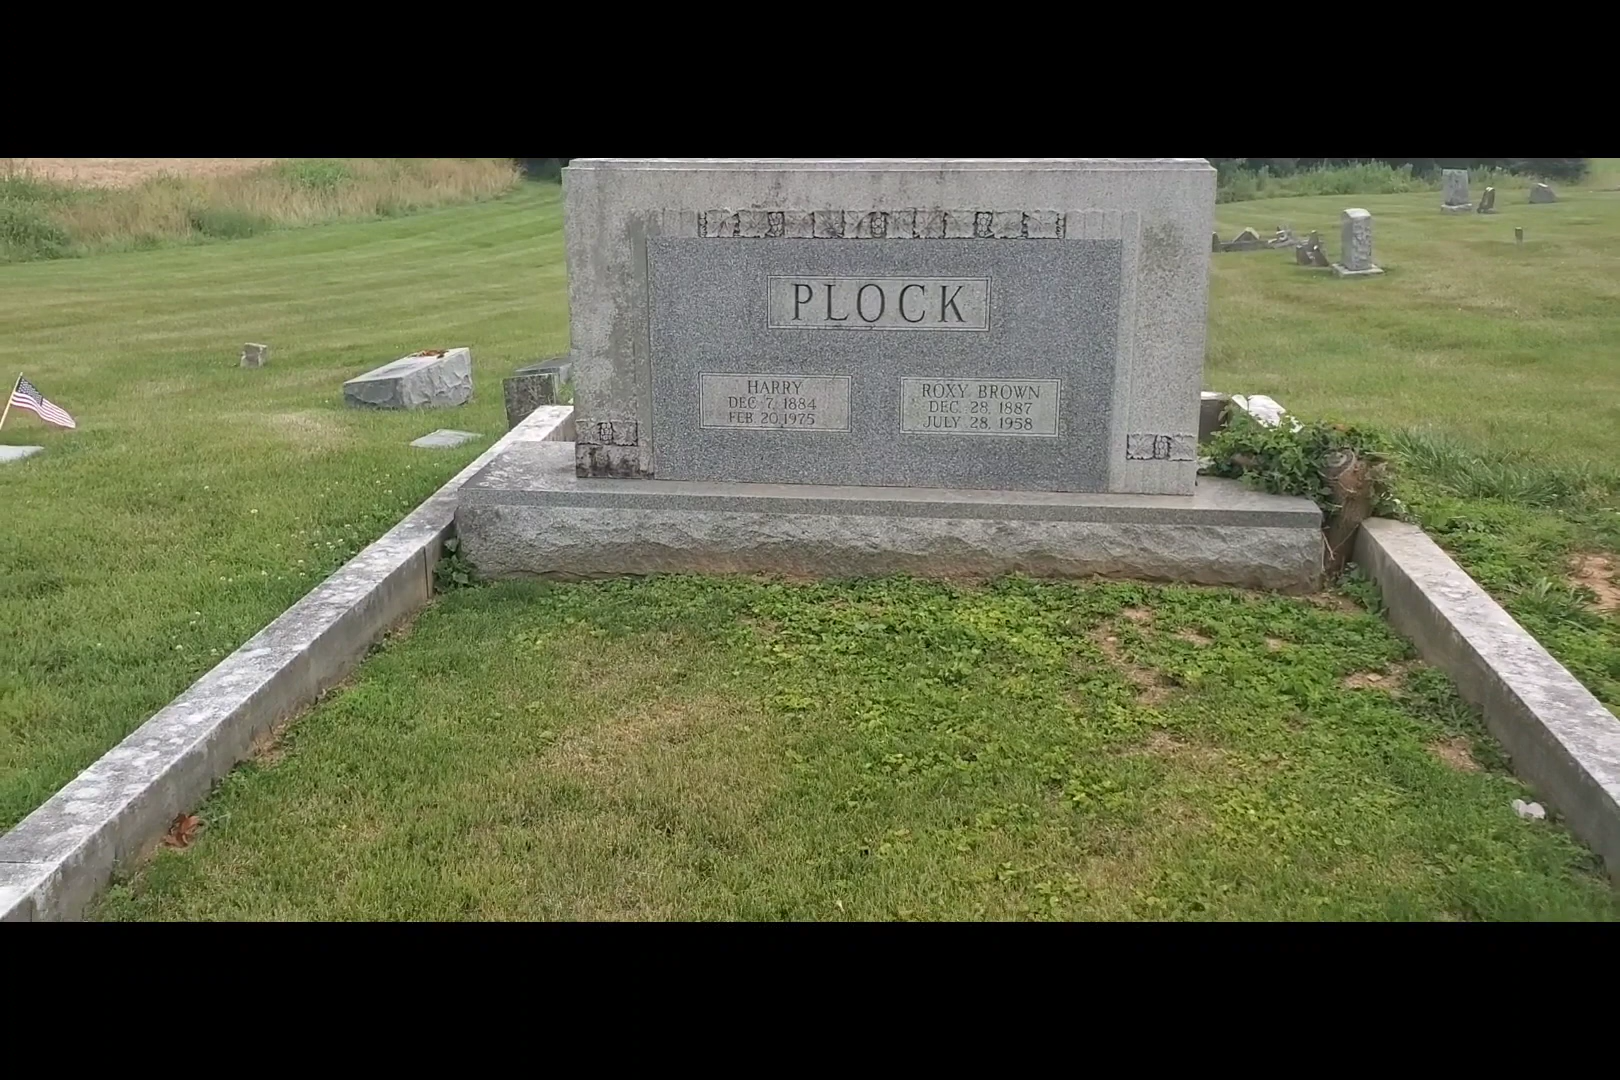 PLOCK
HARRY
DEC 7, 1884
FEB 20,1975
ROXY BROWN
DEC. 28, 1887
JULY 28, 1958